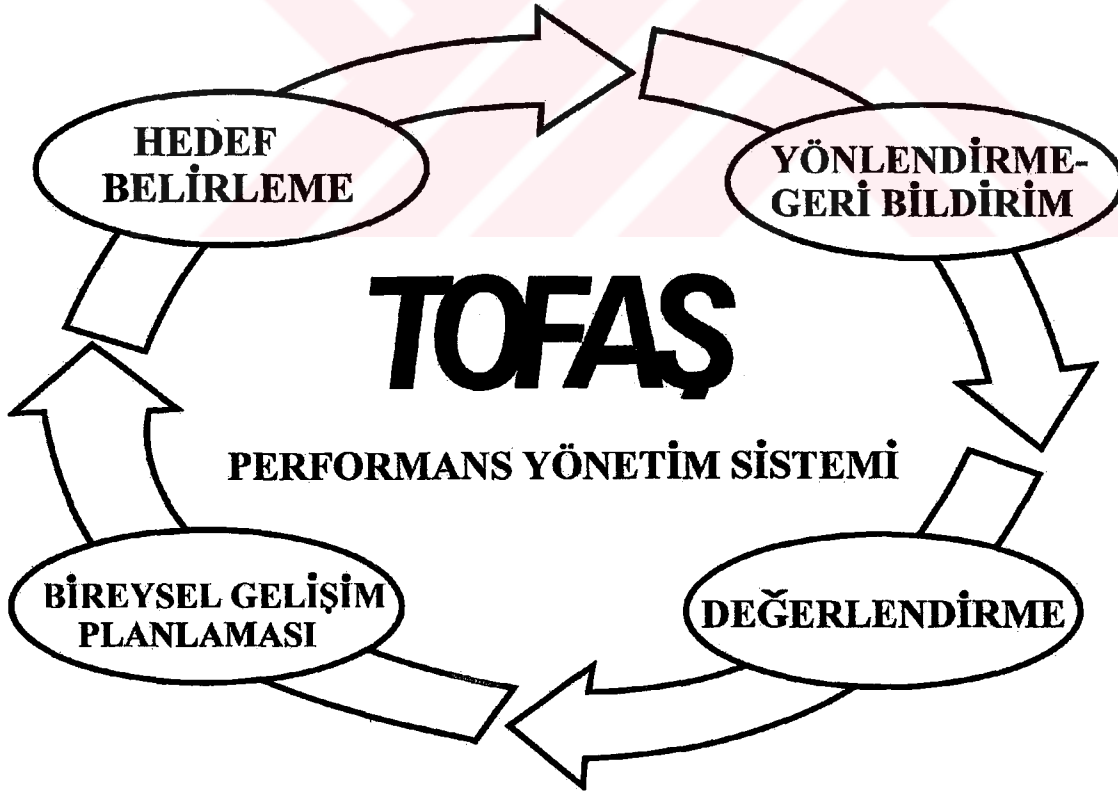 HEDEF
BELİRLEME
YÖNLENDİRME-
GERİ BİLDİRİM
TOFAŞ
PERFORMANS YÖNETİM SİSTEMİ
BİREYSEL GELİŞİM
PLANLAMASI
DEĞERLENDİRME